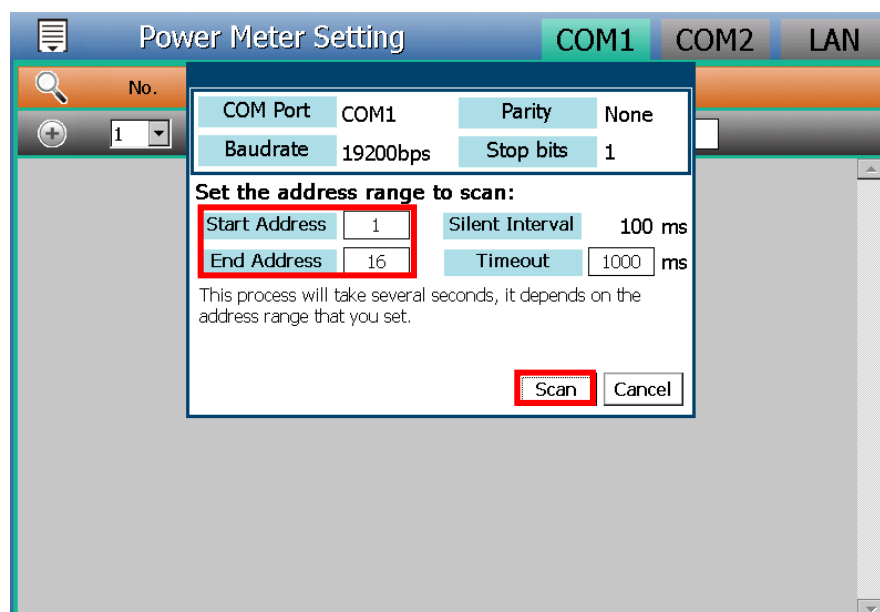 Power Meter Setting COM1 COM2 LAN
No.
1
COM Port COM1 Parity None
Baudrate 19200bps Stop bits 1
Set the address range to scan:
Start Address 1 Silent Interval 100 ms
End Address 16 Timeout 1000 ms
This process will take several seconds, it depends on the
address range that you set.
Scan Cancel